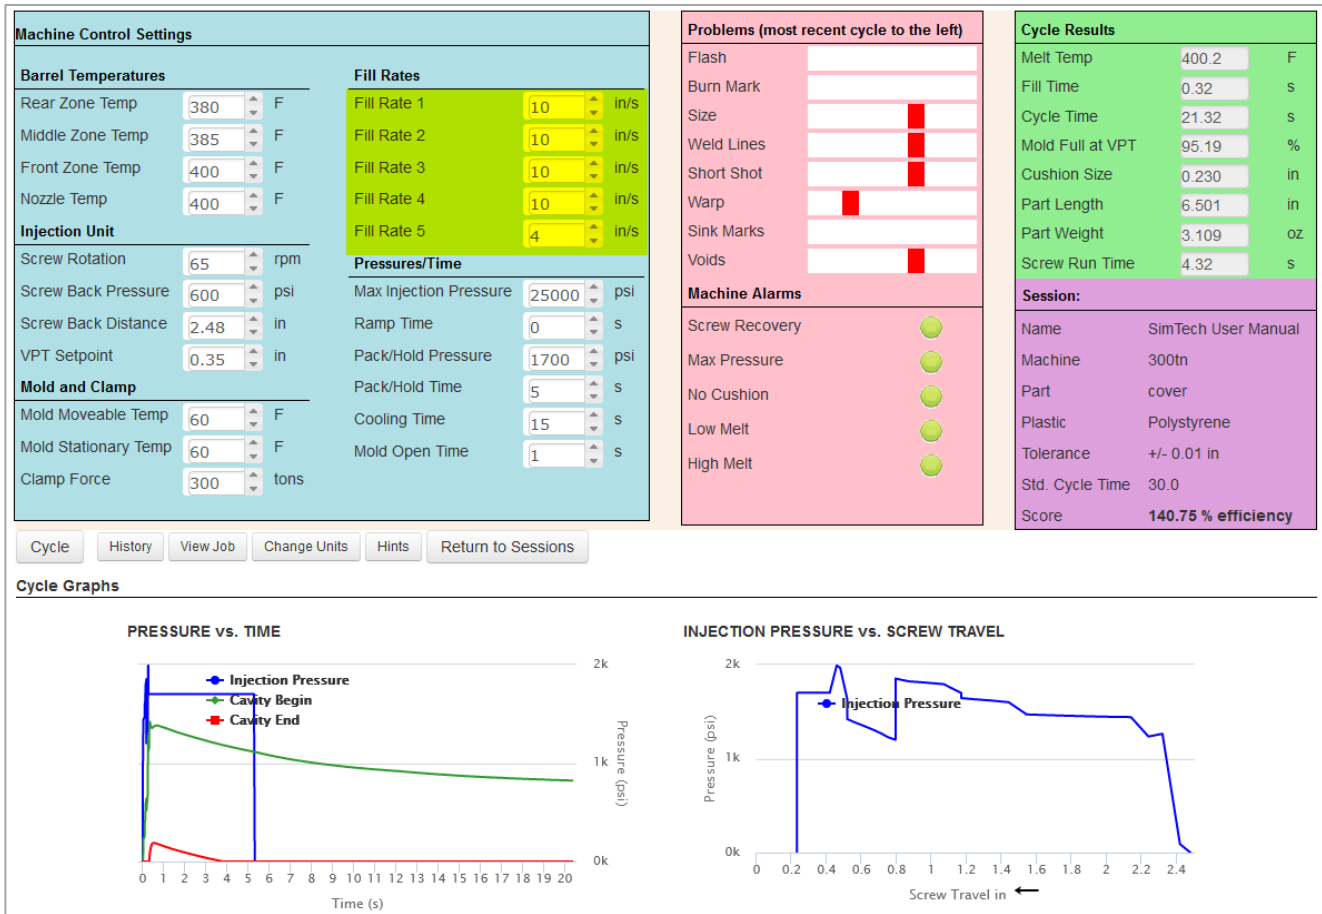 Machine Control Settings
Barrel Temperatures
Rear Zone Temp 380 F
Middle Zone Temp 385 F
Front Zone Temp 400 F
Nozzle Temp 400 F
Injection Unit
Screw Rotation 65 rpm
Screw Back Pressure 600 psi
Screw Back Distance 2.48 in
VPT Setpoint 0.35 in
Mold and Clamp
Mold Moveable Temp 60 F
Mold Stationary Temp 60 F
Clamp Force 300 tons
Fill Rates
Fill Rate 1 10 in/s
Fill Rate 2 10 in/s
Fill Rate 3 10 in/s
Fill Rate 4 10 in/s
Fill Rate 5 4 in/s
Pressures/Time
Max Injection Pressure 25000 psi
Ramp Time 0 s
Pack/Hold Pressure 1700 psi
Pack/Hold Time 5 s
Cooling Time 15 s
Mold Open Time 1 s
Problems (most recent cycle to the left)
Flash
Burn Mark
Size
Weld Lines
Short Shot
Warp
Sink Marks
Voids
Machine Alarms
Screw Recovery
Max Pressure
No Cushion
Low Melt
High Melt
Cycle Results
Melt Temp 400.2 F
Fill Time 0.32 s
Cycle Time 21.32 s
Mold Full at VPT 95.19 %
Cushion Size 0.230 in
Part Length 6.501 in
Part Weight 3.109 oz
Screw Run Time 4.32 s
Session:
Name SimTech User Manual
Machine 300tn
Part cover
Plastic Polystyrene
Tolerance +/- 0.01 in
Std. Cycle Time 30.0
Score 140.75 % efficiency
Cycle History View Job Change Units Hints Return to Sessions
Cycle Graphs
PRESSURE vs. TIME
Injection Pressure
Cavity Begin
Cavity End
2k
1k
0k
Pressure (psi)
0 1 2 3 4 5 6 7 8 9 10 11 12 13 14 15 16 17 18 19 20
Time (s)
INJECTION PRESSURE vs. SCREW TRAVEL
Injection Pressure
2k
1k
0k
Pressure (psi)
0 0.2 0.4 0.6 0.8 1 1.2 1.4 1.6 1.8 2 2.2 2.4
Screw Travel in ←